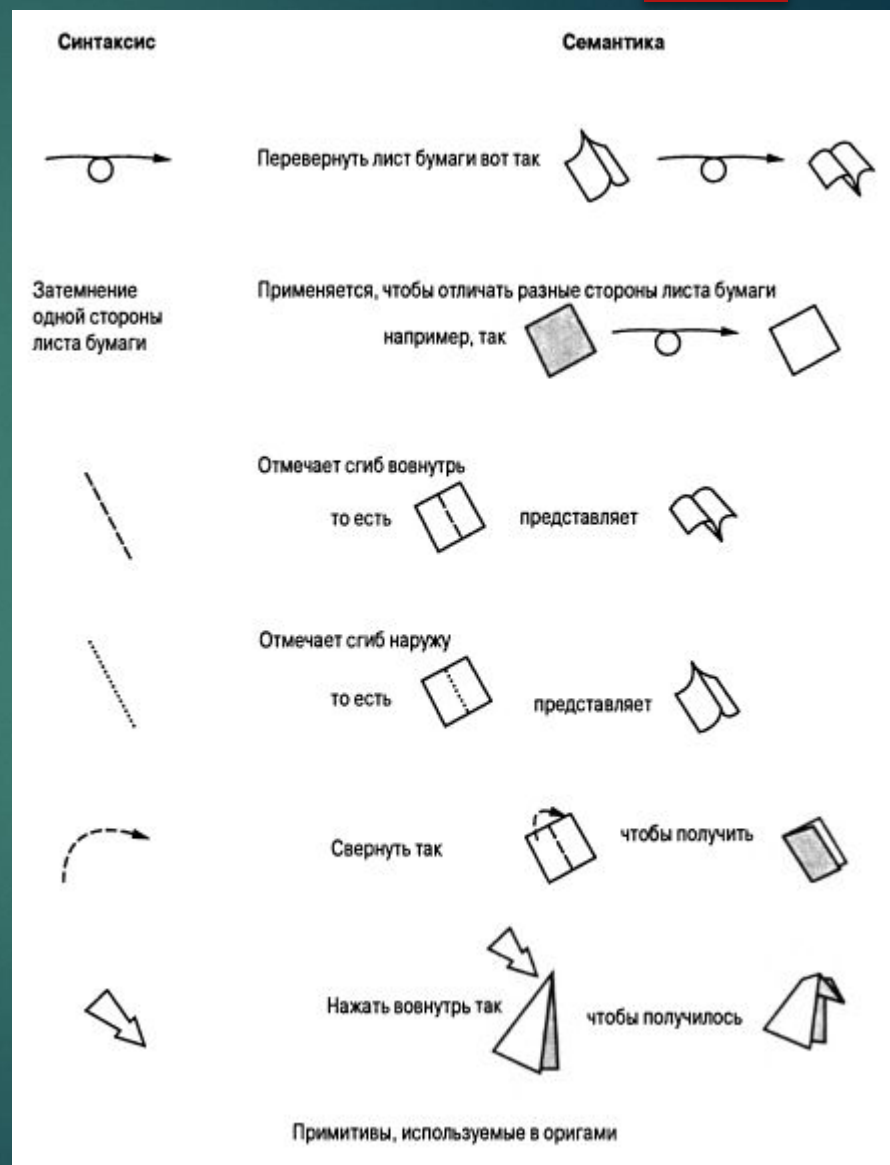 Синтаксис
Семантика
Перевернуть лист бумаги вот так
Затемнение
одной стороны
листа бумаги
Применяется, чтобы отличать разные стороны листа бумаги
например, так
Отмечает сгиб вовнутрь
то есть
представляет
Отмечает сгиб наружу
то есть
представляет
Свернуть так
чтобы получить
Нажать вовнутрь так
чтобы получилось
Примитивы, используемые в оригами